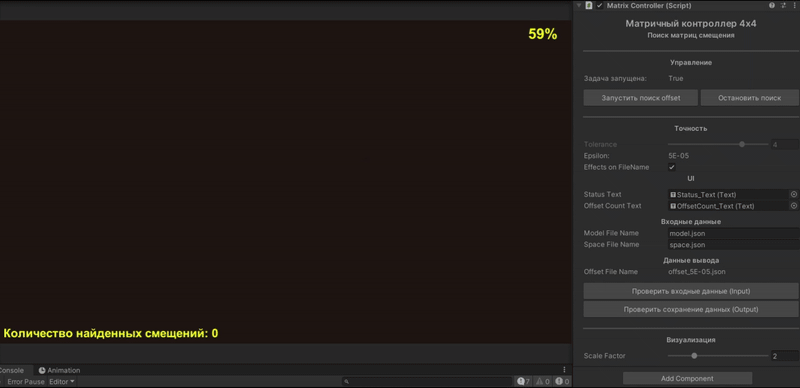 59%
Количество найденных смещений: 0
Console
Animation
Error Pause
Editor
7
0
0
Matrix Controller (Script)
Матричный контроллер 4x4
Поиск матриц смещения
Управление
Задача запущена: True
Запустить поиск offset
Остановить поиск
Точность
Tolerance 4
Epsilon: 5E-05
Effects on FileName
UI
Status Text Status_Text (Text)
Offset Count Text OffsetCount_Text (Text)
Входные данные
Model File Name model.json
Space File Name space.json
Данные вывода
Offset File Name offset_5E-05.json
Проверить входные данные (Input)
Проверить сохранение данных (Output)
Визуализация
Scale Factor 2
Add Component